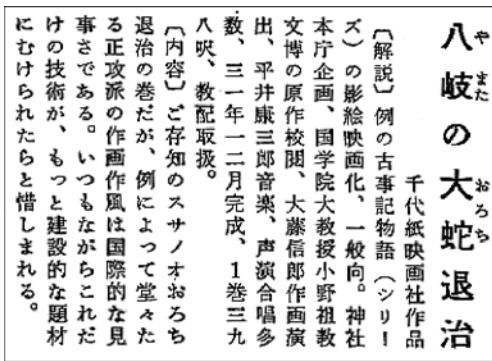 八岐の大蛇退治
やまた
おろち
千代紙映画社作品
〔解説〕例の古事記物語（シリー
ズ）の影絵映画化、一般向。神社
本庁企画、国学院大教授小野祖教
文博の原作校閲、大藤信郎作画演
出、平井康三郎音楽、声演合唱多
数、三一年一二月完成、1巻三九
八呎、教配取扱。
〔内容〕ご存知のスサノオおろち
退治の巻だが、例によって堂々た
る正攻派の作画作風は国際的な見
事さである。いつもながらこれだ
けの技術が、もっと建設的な題材
にむけられたらと惜しまれる。